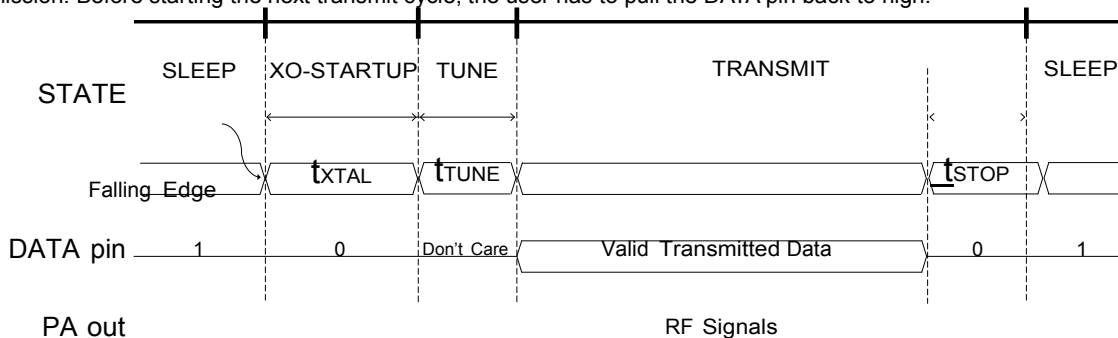 mission. Before starting the next transmit cycle, the user has to pull the DATA pin back to high.
SLEEP XO-STARTUP TUNE TRANSMIT SLEEP
STATE
tXTAL tTUNE tSTOP
Falling Edge
DATA pin 1 0 Don't Care Valid Transmitted Data 0 1
PA out RF Signals